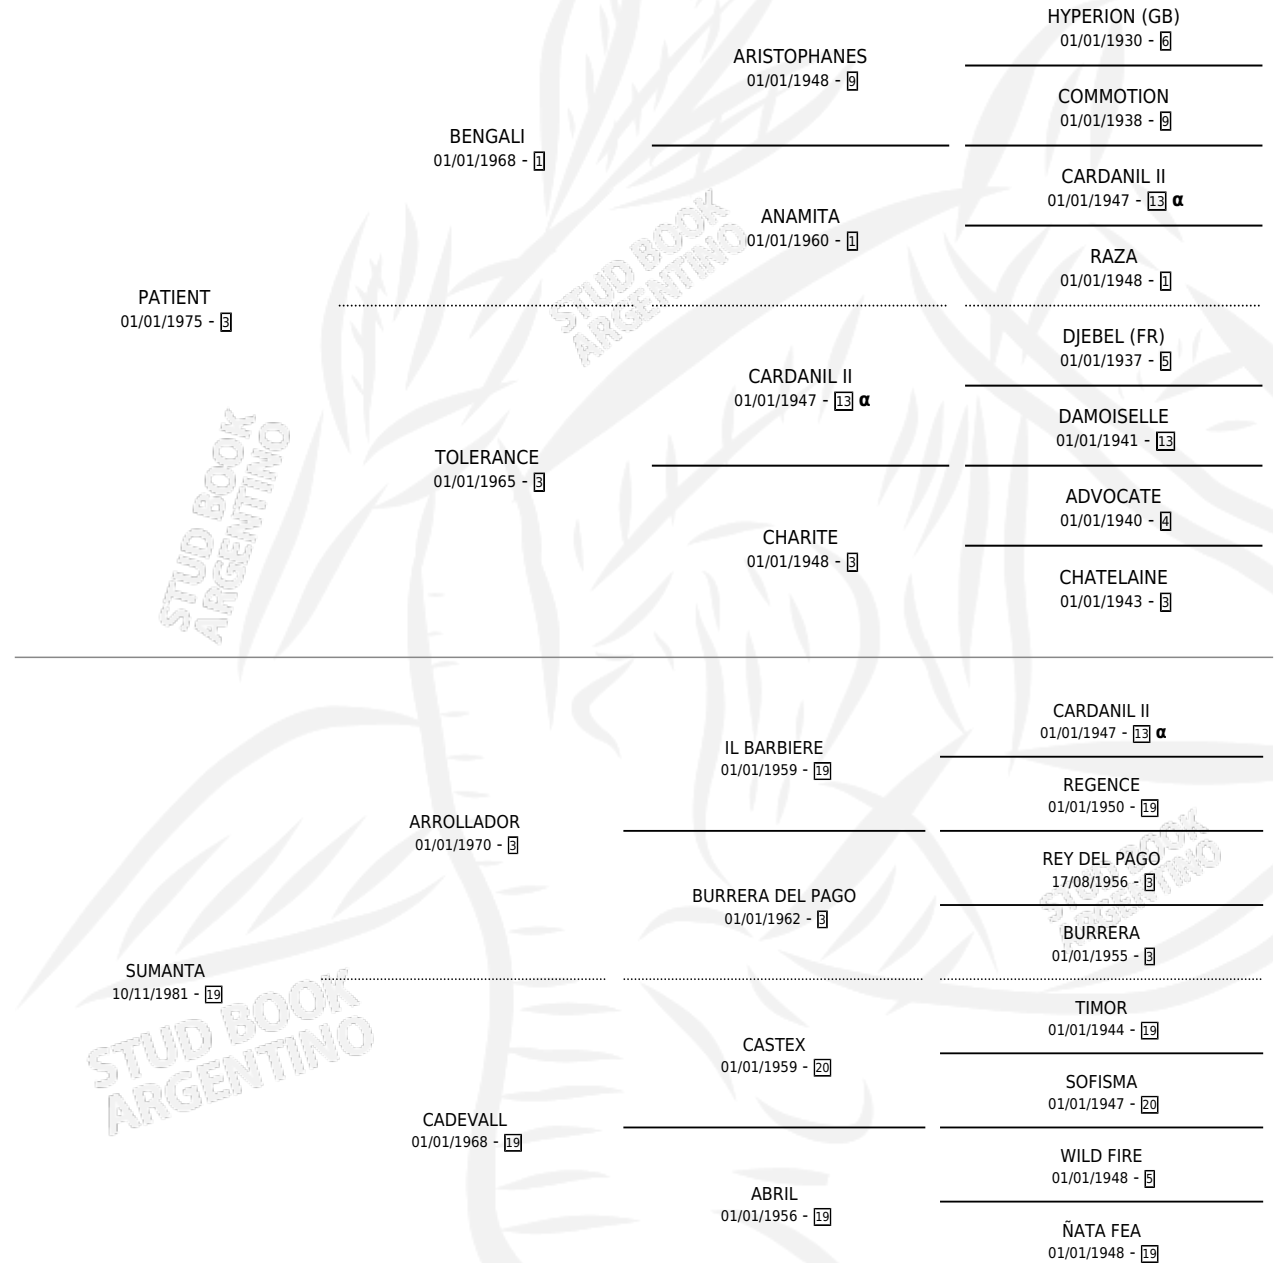 HYPERION (GB)
01/01/1930 - 6
ARISTOPHANES
01/01/1948 - 9
COMMOTION
01/01/1938 - 9
BENGALI
01/01/1968 - 1
CARDANIL II
01/01/1947 - 13 α
ANAMITA
01/01/1960 - 1
RAZA
01/01/1948 - 1
PATIENT
01/01/1975 - 3
DJEBEL (FR)
01/01/1937 - 5
CARDANIL II
01/01/1947 - 13 α
DAMOISELLE
01/01/1941 - 13
TOLERANCE
01/01/1965 - 3
ADVOCATE
01/01/1940 - 4
CHARITE
01/01/1948 - 3
CHATELAINE
01/01/1943 - 3
CARDANIL II
01/01/1947 - 13 α
IL BARBIERE
01/01/1959 - 19
REGENCE
01/01/1950 - 19
ARROLLADOR
01/01/1970 - 3
REY DEL PAGO
17/08/1956 - 3
BURRERA DEL PAGO
01/01/1962 - 3
BURRERA
01/01/1955 - 3
SUMANTA
10/11/1981 - 19
TIMOR
01/01/1944 - 19
CASTEX
01/01/1959 - 20
SOFISMA
01/01/1947 - 20
CADEVALL
01/01/1968 - 19
WILD FIRE
01/01/1948 - 5
ABRIL
01/01/1956 - 19
ÑATA FEA
01/01/1948 - 19
STUD BOOK
ARGENTINO
STUD BOOK
ARGENTINO
STUD BOOK
ARGENTINO
STUD BOOK
ARGENTINO